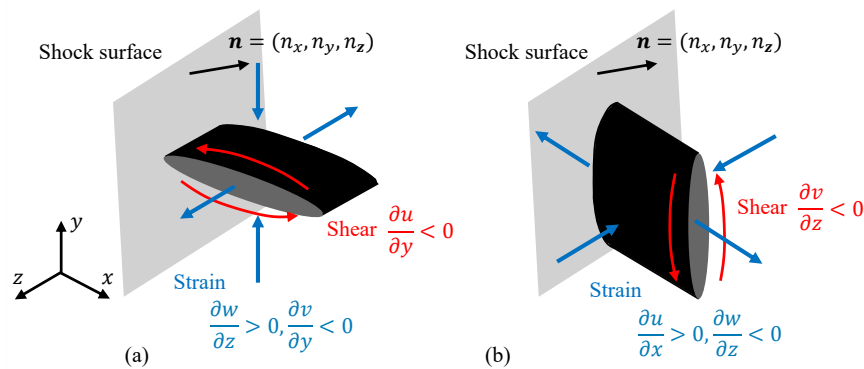 Shock surface
𝒏 = (n_x, n_y, n_z)
Shear ∂u/∂y < 0
y
z
x
Strain
∂w/∂z > 0, ∂v/∂y < 0
(a)
Shock surface
𝒏 = (n_x, n_y, n_z)
Shear ∂v/∂z < 0
Strain
∂u/∂x > 0, ∂w/∂z < 0
(b)